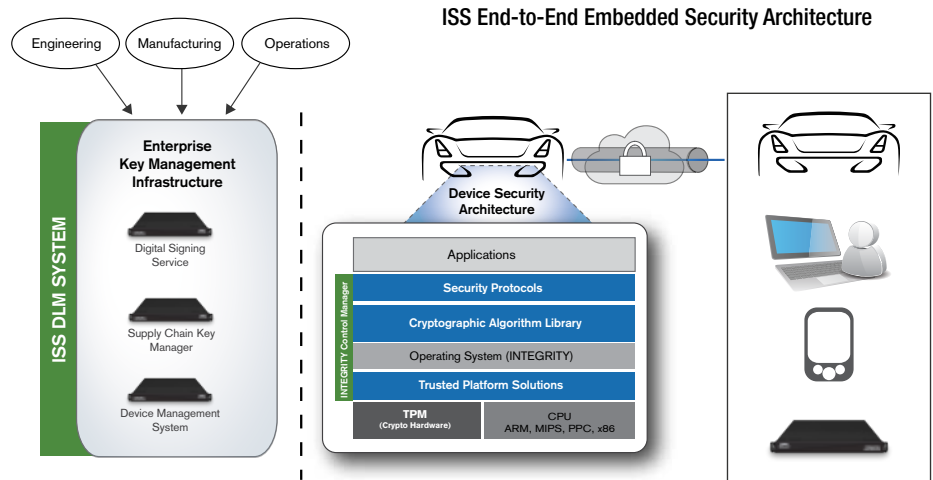 ISS End-to-End Embedded Security Architecture
Engineering
Manufacturing
Operations
ISS DLM SYSTEM
Enterprise
Key Management
Infrastructure
Digital Signing
Service
Supply Chain Key
Manager
Device Management
System
Device Security
Architecture
INTEGRITY Control Manager
Applications
Security Protocols
Cryptographic Algorithm Library
Operating System (INTEGRITY)
Trusted Platform Solutions
TPM
(Crypto Hardware)
CPU
ARM, MIPS, PPC, x86